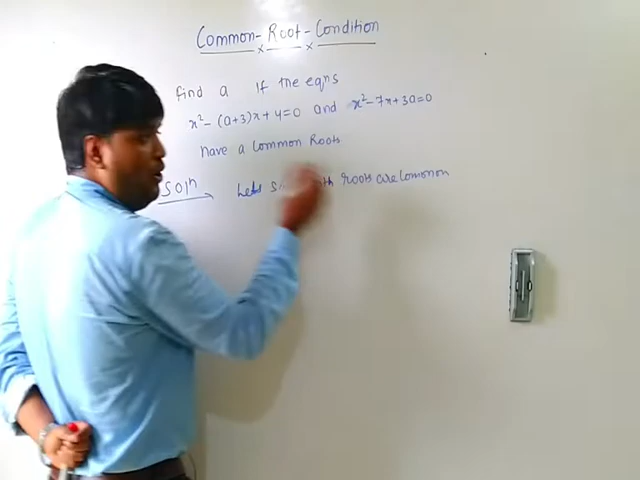 Common-Root-Condition
find a if the eqns
x²-(a+3)x+4=0 and x²-7x+3a=0
have a Common Roots
Soln
roots are common